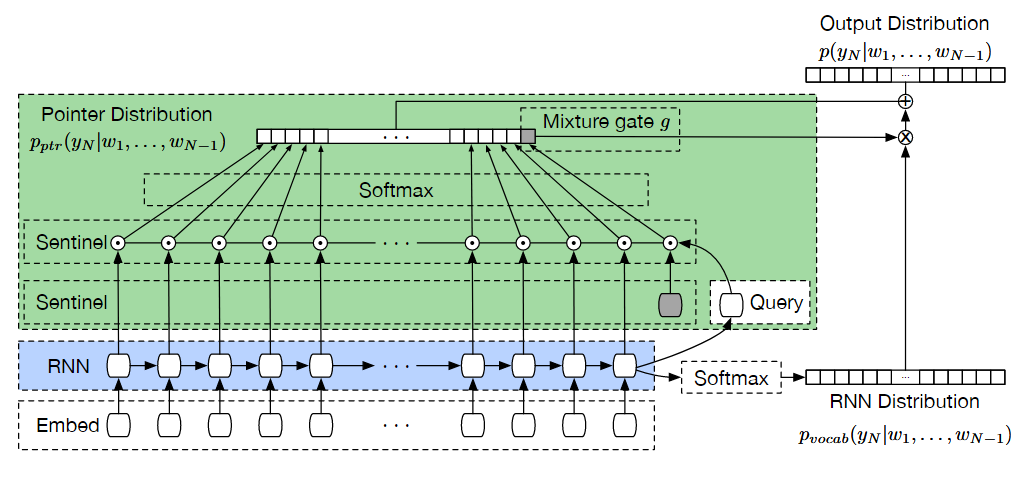 Output Distribution
p(y_N|w_1, ..., w_{N−1})
...
Pointer Distribution
p_{ptr}(y_N|w_1, ..., w_{N−1})
Mixture gate g
...
Softmax
Sentinel
...
Sentinel
Query
RNN
...
Softmax
...
RNN Distribution
p_{vocab}(y_N|w_1, ..., w_{N−1})
Embed
...